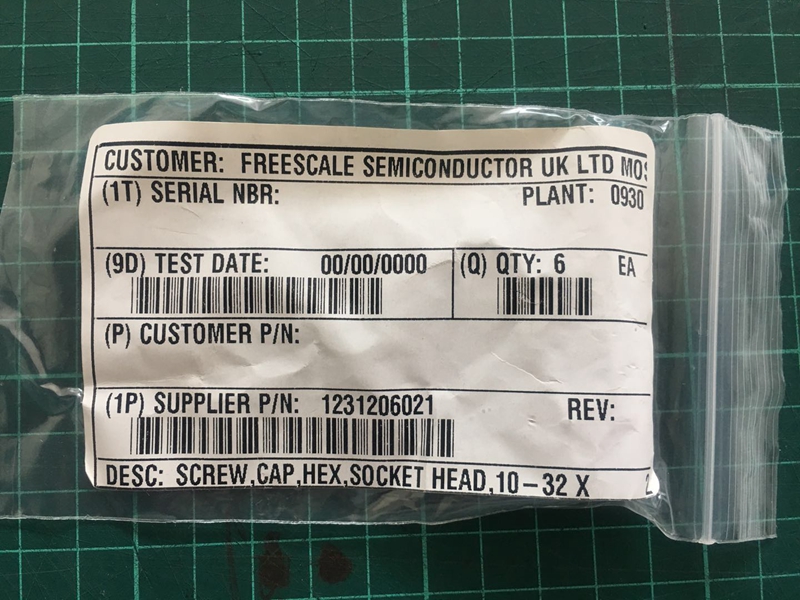 CUSTOMER: FREESCALE SEMICONDUCTOR UK LTD
(1T) SERIAL NBR: PLANT: 0930
(9D) TEST DATE: 00/00/0000 (Q) QTY: 6 EA
(P) CUSTOMER P/N:
(1P) SUPPLIER P/N: 1231206021 REV:
DESC: SCREW,CAP,HEX,SOCKET HEAD,10-32 X